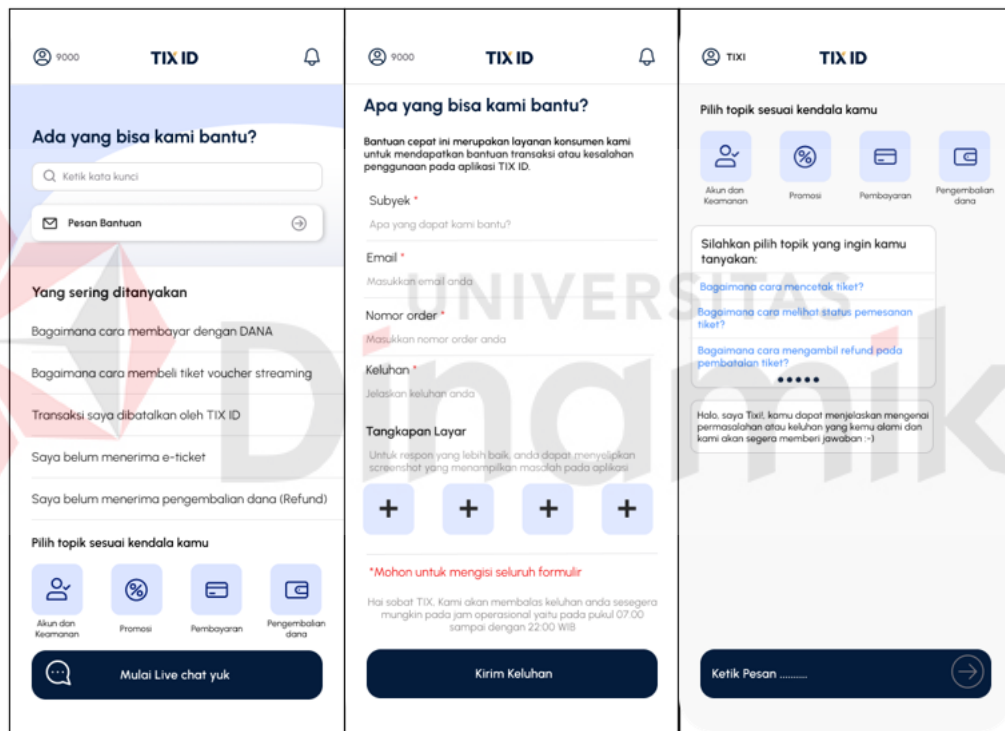 9000
TIX ID
Ada yang bisa kami bantu?
Ketik kata kunci
Pesan Bantuan
Yang sering ditanyakan
Bagaimana cara membayar dengan DANA
Bagaimana cara membeli tiket voucher streaming
Transaksi saya dibatalkan oleh TIX ID
Saya belum menerima e-ticket
Saya belum menerima pengembalian dana (Refund)
Pilih topik sesuai kendala kamu
Akun dan
Keamanan
Promosi
Pembayaran
Pengembalian
dana
Mulai Live chat yuk
9000
TIX ID
Apa yang bisa kami bantu?
Bantuan cepat ini merupakan layanan konsumen kami
untuk mendapatkan bantuan transaksi atau kesalahan
penggunaan pada aplikasi TIX ID.
Subyek *
Apa yang dapat kami bantu?
Email *
Masukkan email anda
Nomor order *
Masukkan nomor order anda
Keluhan *
Jelaskan keluhan anda
Tangkapan Layar
Untuk respon yang lebih baik, anda dapat menyelipkan
screenshot yang menampilkan masalah pada aplikasi
*Mohon untuk mengisi seluruh formulir
Hai sobat TIX, Kami akan membalas keluhan anda sesegera
mungkin pada jam operasional yaitu pada pukul 07.00
sampai dengan 22:00 WIB
Kirim Keluhan
TIXI
TIX ID
Pilih topik sesuai kendala kamu
Akun dan
Keamanan
Promosi
Pembayaran
Pengembalian
dana
Silahkan pilih topik yang ingin kamu
tanyakan:
Bagaimana cara mencetak tiket?
Bagaimana cara melihat status pemesanan
tiket?
Bagaimana cara mengambil refund pada
pembatalan tiket?
Halo, saya Tixi!, kamu dapat menjelaskan mengenai
permasalahan atau keluhan yang kemu alami dan
kami akan segera memberi jawaban :-)
Ketik Pesan ..........
UNIVERSITAS
Dinamika